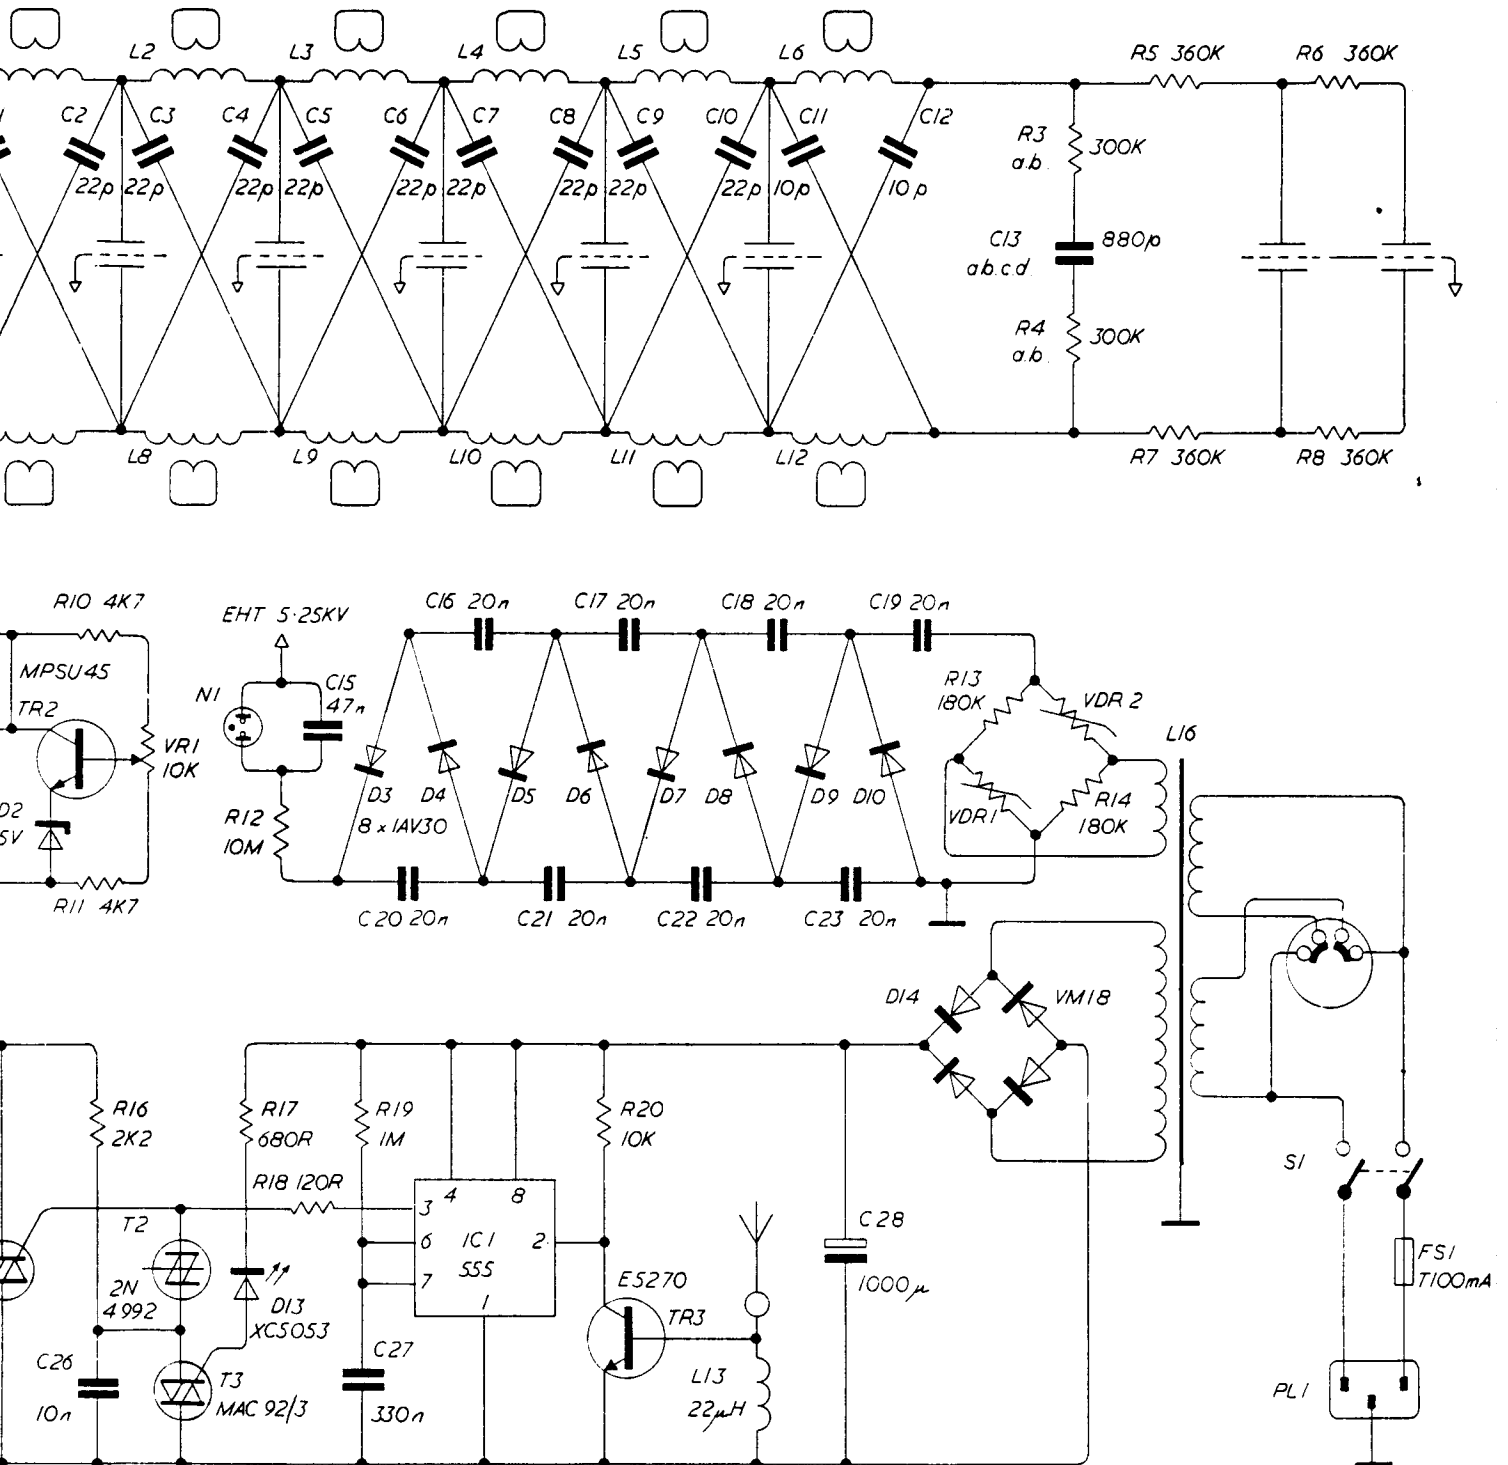 L2
L3
L4
L5
L6
R5 360K
R6 360K
C2
C3
C4
C5
C6
C7
C8
C9
C10
C11
C12
22p
22p
22p
22p
22p
22p
22p
22p
22p
10p
10p
R3
a.b.
300K
C13
a.b.c.d.
880p
R4
a.b.
300K
L8
L9
L10
L11
L12
R7 360K
R8 360K
R10 4K7
MPSU45
TR2
VR1
10K
D2
5V
R11 4K7
EHT 5·25KV
N1
C15
47n
R12
10M
C16 20n
C17 20n
C18 20n
C19 20n
D3
D4
D5
D6
D7
D8
D9
D10
8 x 1AV30
C20 20n
C21 20n
C22 20n
C23 20n
R13
180K
VDR 2
VDR1
R14
180K
L16
D14
VM18
R16
2K2
R17
680R
R19
1M
R20
10K
R18 120R
T2
2N
4992
D13
XC5053
C26
10n
T3
MAC 92/3
C27
330n
3
4
8
6
7
2
1
IC1
555
E5270
TR3
L13
22μH
C28
1000μ
S1
FS1
T100mA
PL1